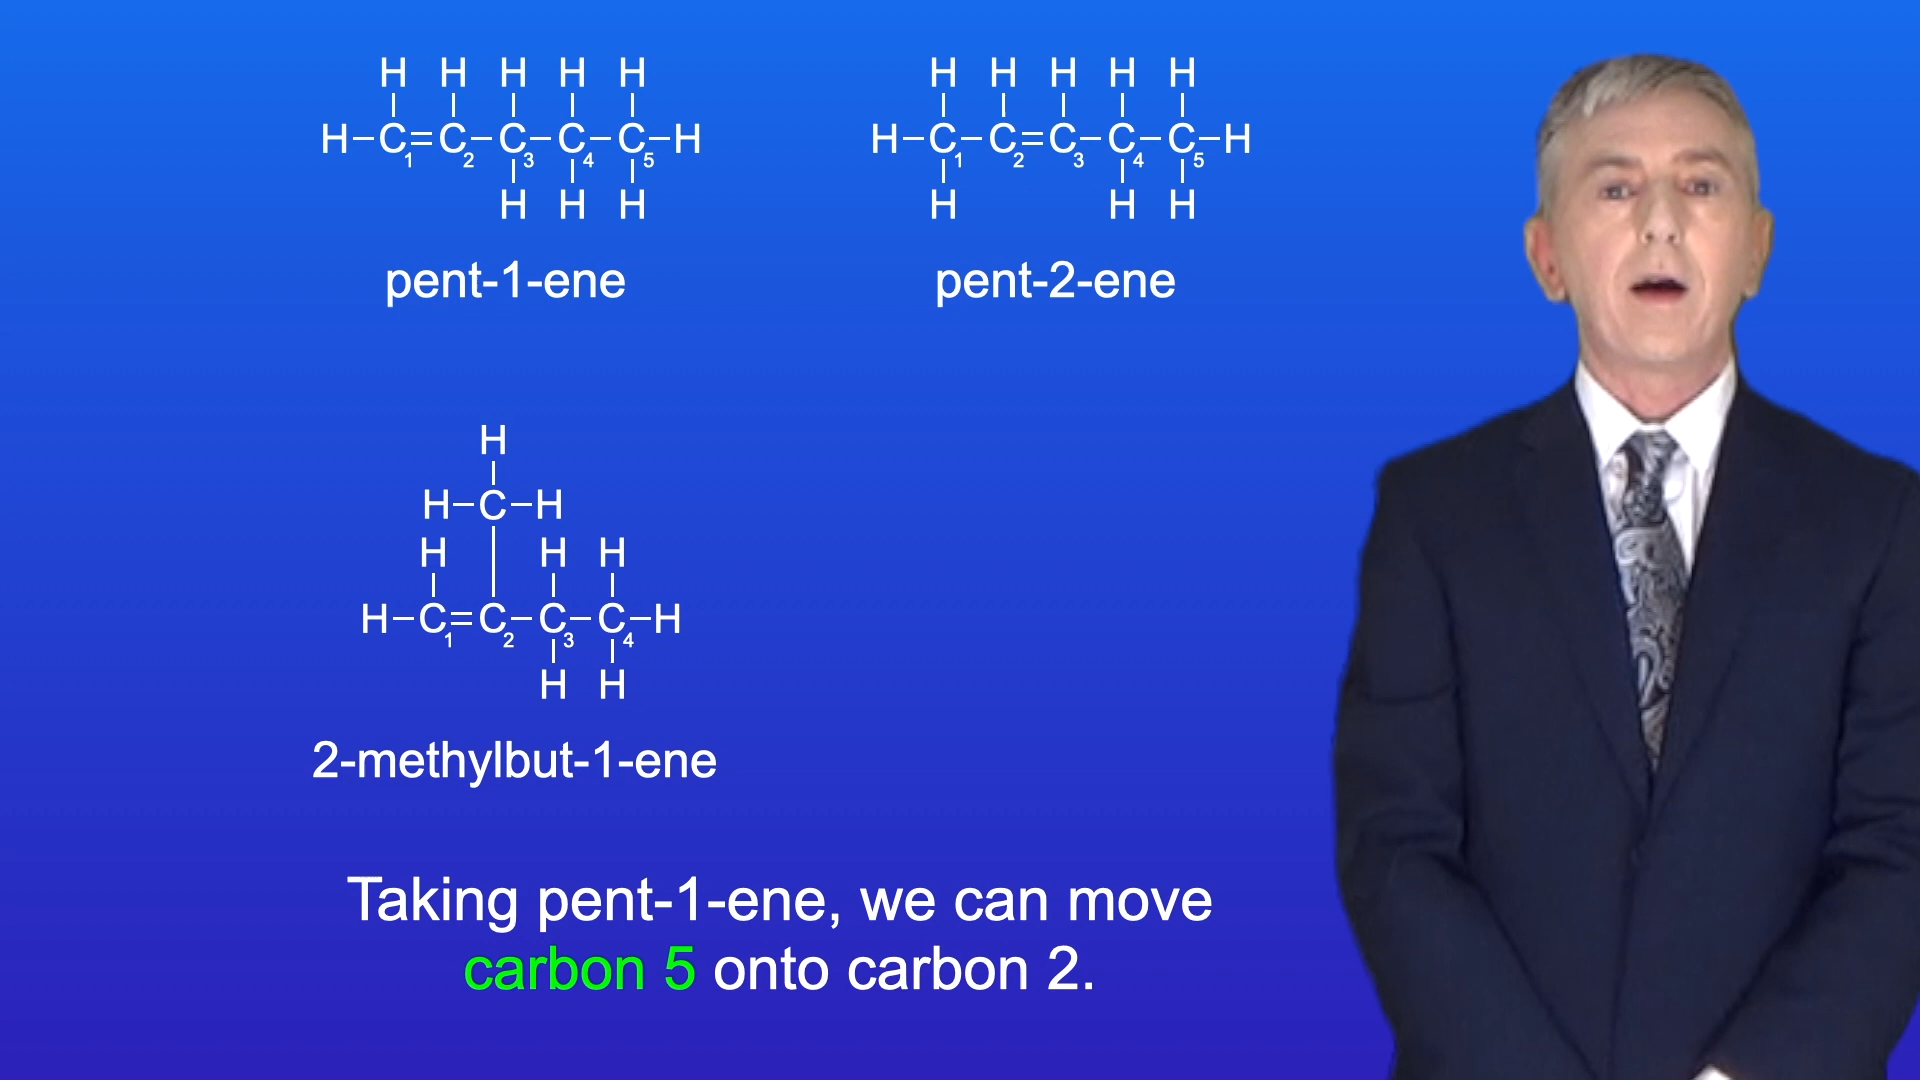 H H H H H
H–C=C–C–C–C–H
1 2 3 4 5
H H H
pent-1-ene
H H H H H
H–C–C=C–C–C–H
1 2 3 4 5
H H H
pent-2-ene
H
H–C–H
H H H
H–C=C–C–C–H
1 2 3 4
H H
2-methylbut-1-ene
Taking pent-1-ene, we can move
carbon 5 onto carbon 2.